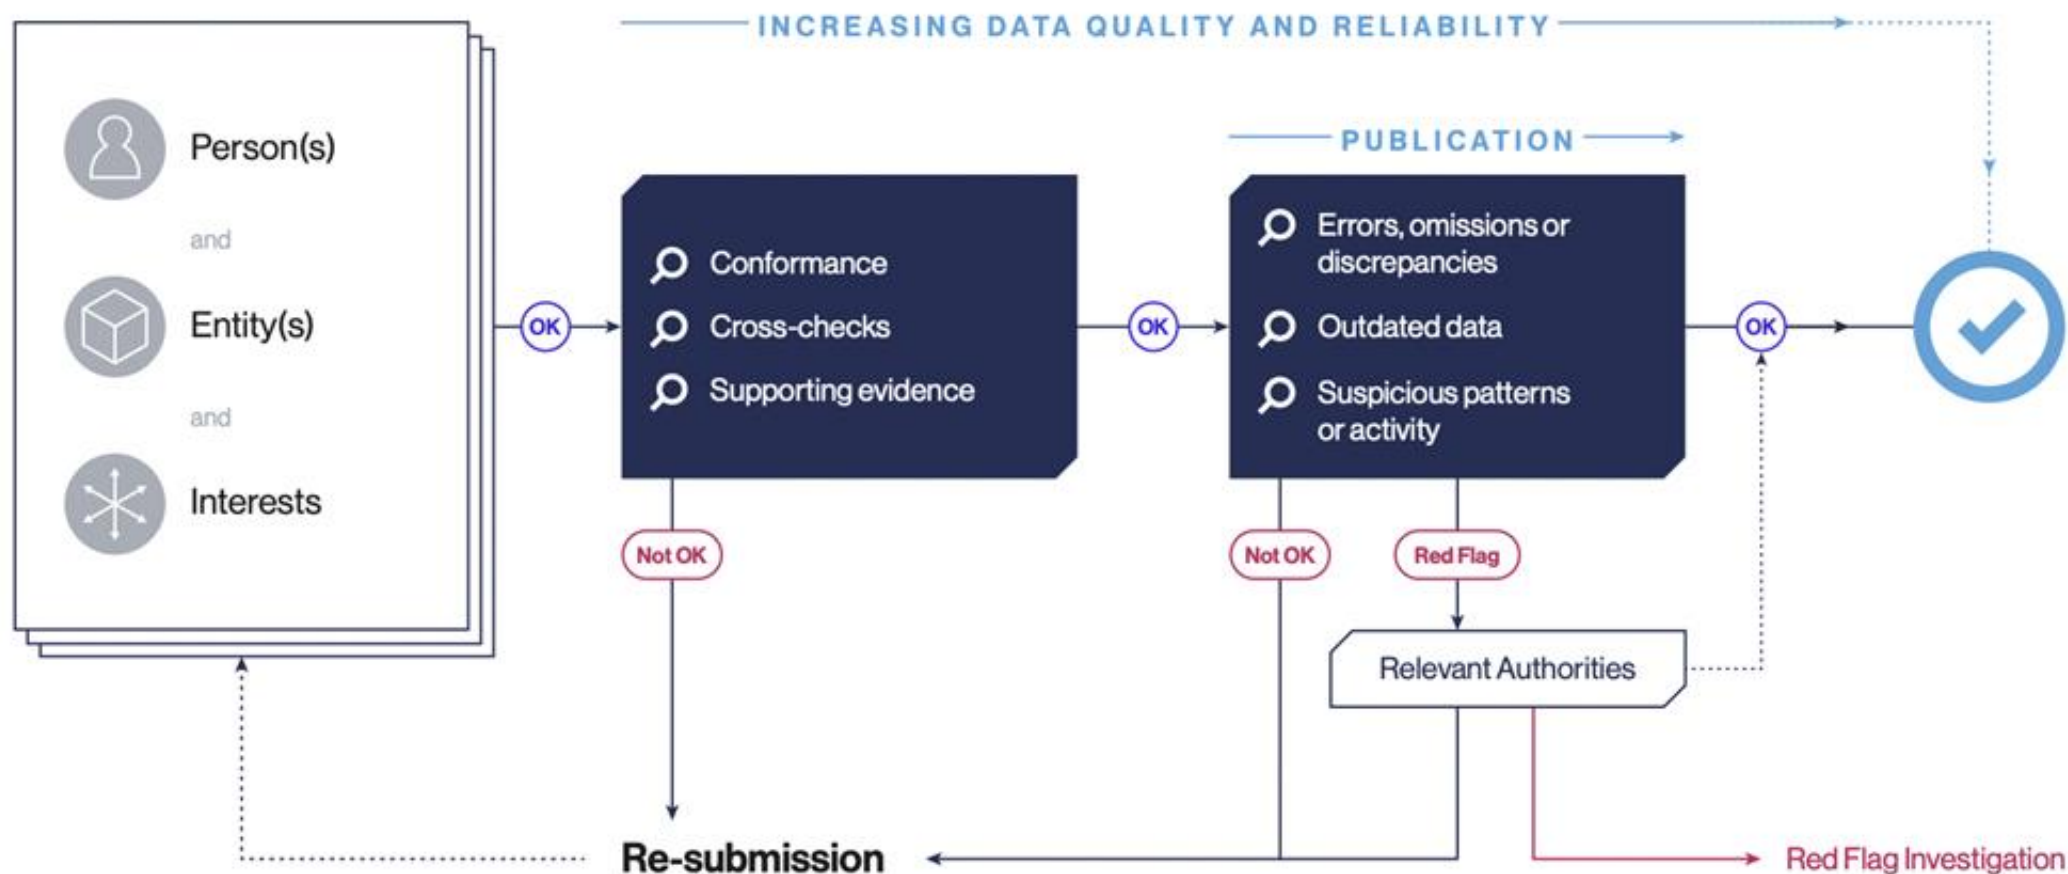 INCREASING DATA QUALITY AND RELIABILITY
PUBLICATION
Person(s)
and
Entity(s)
and
Interests
OK
Conformance
Cross-checks
Supporting evidence
OK
Errors, omissions or
discrepancies
Outdated data
Suspicious patterns
or activity
OK
Not OK
Not OK
Red Flag
Relevant Authorities
Re-submission
Red Flag Investigation